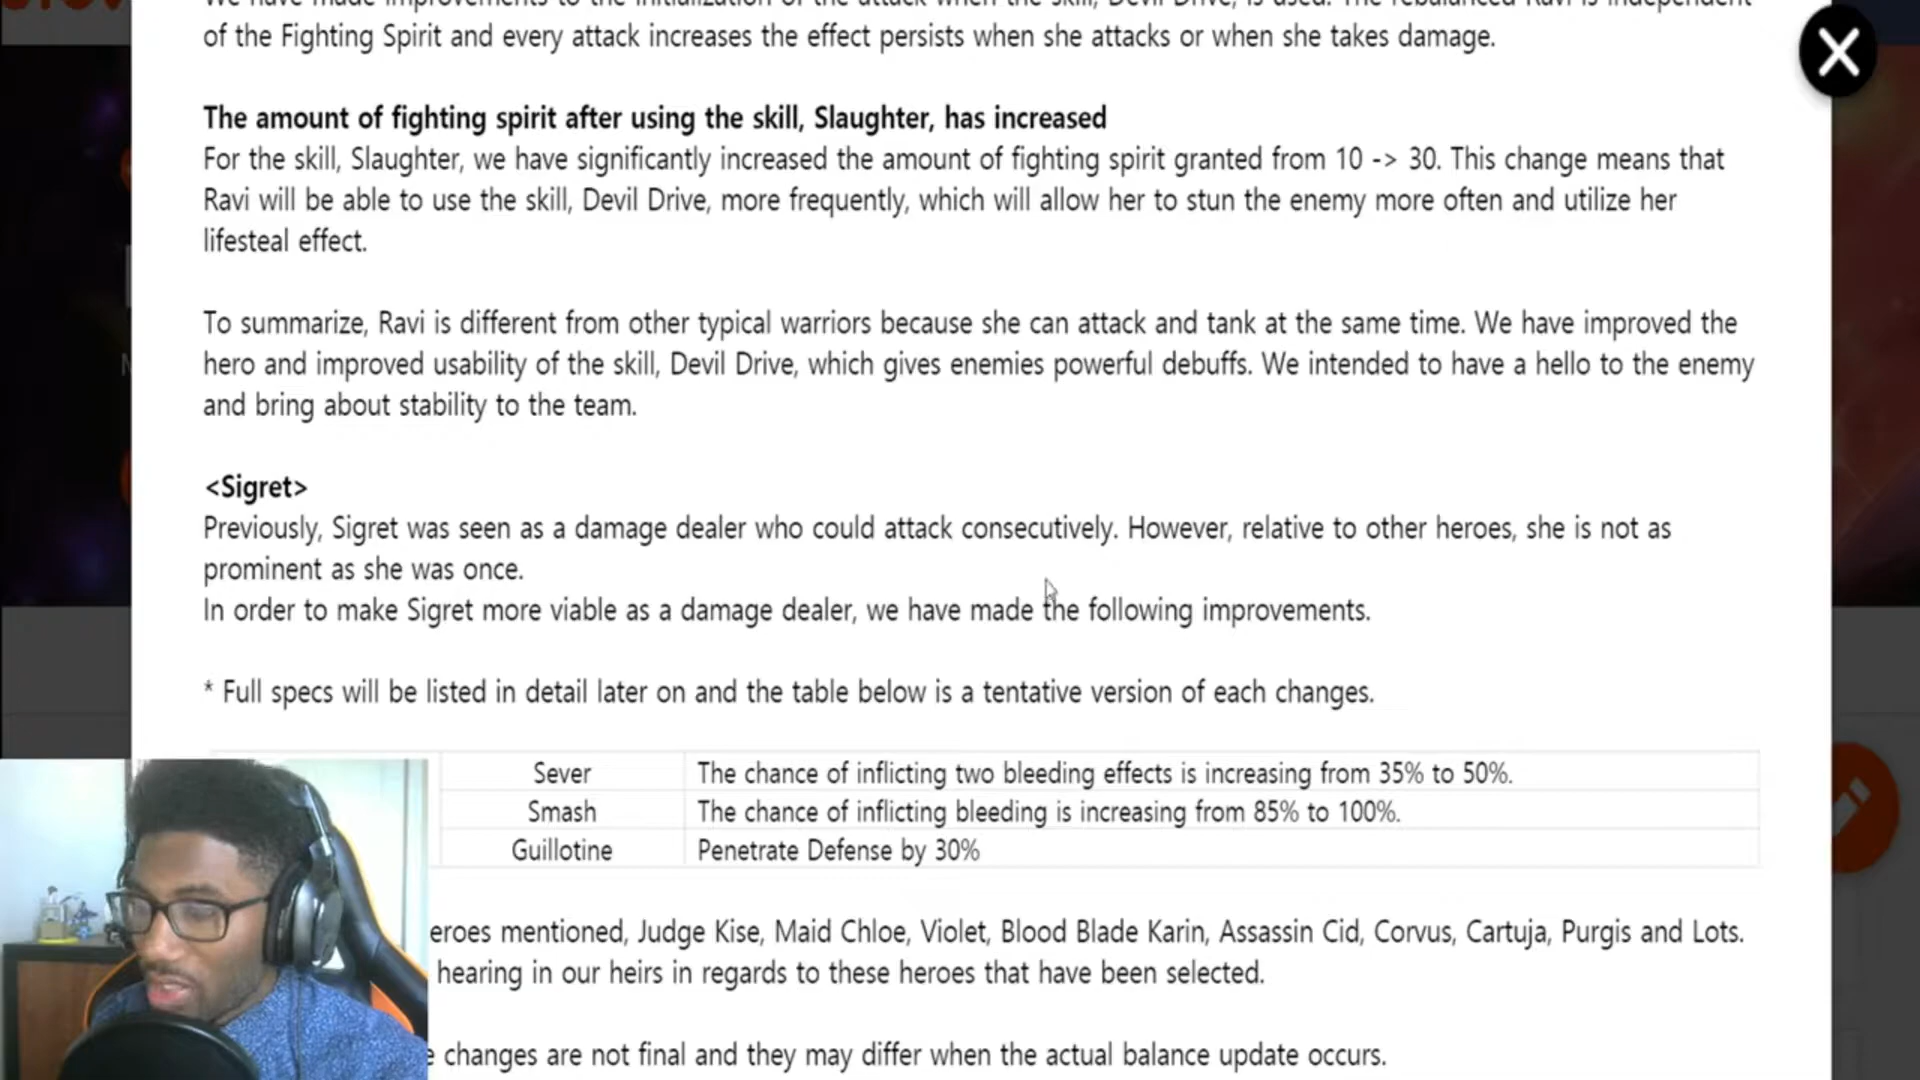 of the Fighting Spirit and every attack increases the effect persists when she attacks or when she takes damage.
The amount of fighting spirit after using the skill, Slaughter, has increased
For the skill, Slaughter, we have significantly increased the amount of fighting spirit granted from 10 -> 30. This change means that
Ravi will be able to use the skill, Devil Drive, more frequently, which will allow her to stun the enemy more often and utilize her
lifesteal effect.
To summarize, Ravi is different from other typical warriors because she can attack and tank at the same time. We have improved the
hero and improved usability of the skill, Devil Drive, which gives enemies powerful debuffs. We intended to have a hello to the enemy
and bring about stability to the team.
<Sigret>
Previously, Sigret was seen as a damage dealer who could attack consecutively. However, relative to other heroes, she is not as
prominent as she was once.
In order to make Sigret more viable as a damage dealer, we have made the following improvements.
* Full specs will be listed in detail later on and the table below is a tentative version of each changes.
Sever The chance of inflicting two bleeding effects is increasing from 35% to 50%.
Smash The chance of inflicting bleeding is increasing from 85% to 100%.
Guillotine Penetrate Defense by 30%
eroes mentioned, Judge Kise, Maid Chloe, Violet, Blood Blade Karin, Assassin Cid, Corvus, Cartuja, Purgis and Lots.
hearing in our heirs in regards to these heroes that have been selected.
changes are not final and they may differ when the actual balance update occurs.